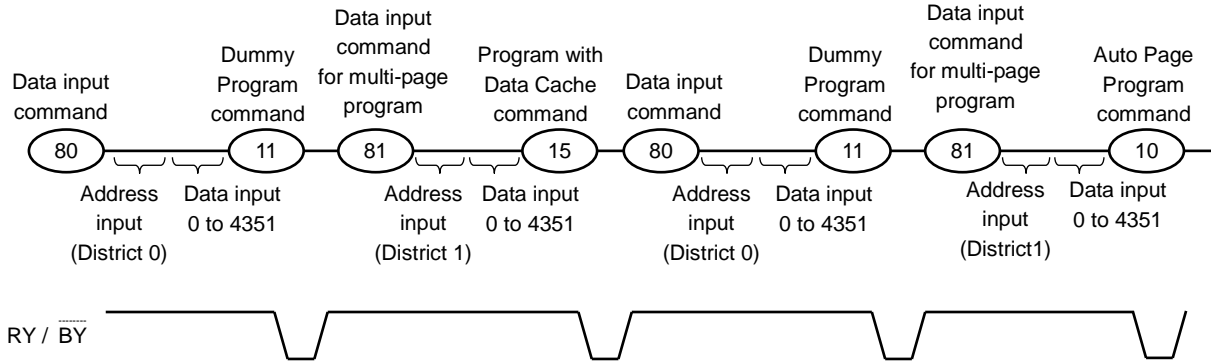 Data input
command
Dummy
Program
command
Data input
command
for multi-page
program
Program with
Data Cache
command
Data input
command
Dummy
Program
command
Data input
command
for multi-page
program
Auto Page
Program
command
80
11
81
15
80
11
81
10
Address
input
(District 0)
Data input
0 to 4351
Address
input
(District 1)
Data input
0 to 4351
Address
input
(District 0)
Data input
0 to 4351
Address
input
(District1)
Data input
0 to 4351
RY / BY